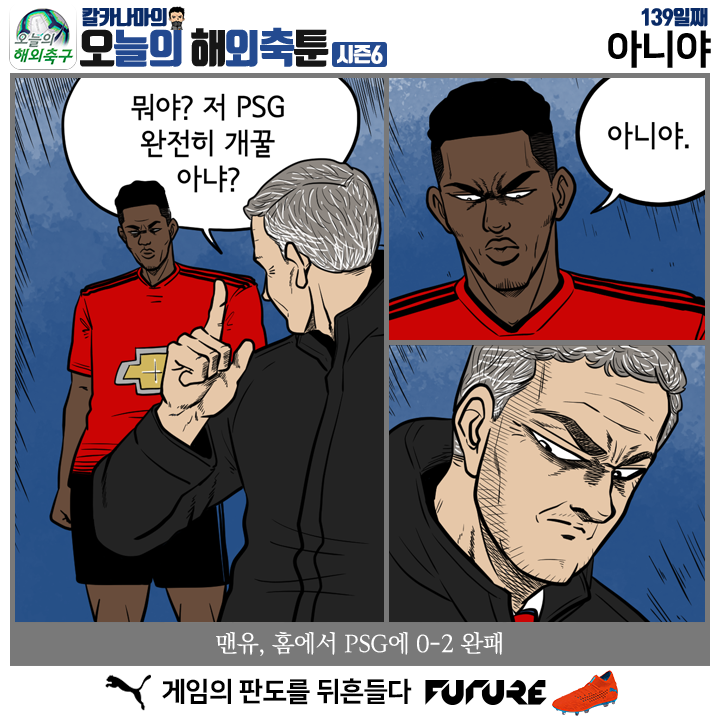 오늘의
해외축구
칼카나마의
오늘의 해외축툰 시즌6
139일째
아니야
뭐야? 저 PSG
완전히 개꿀
아냐?
아니야.
맨유, 홈에서 PSG에 0-2 완패
게임의 판도를 뒤흔들다 FUTURE